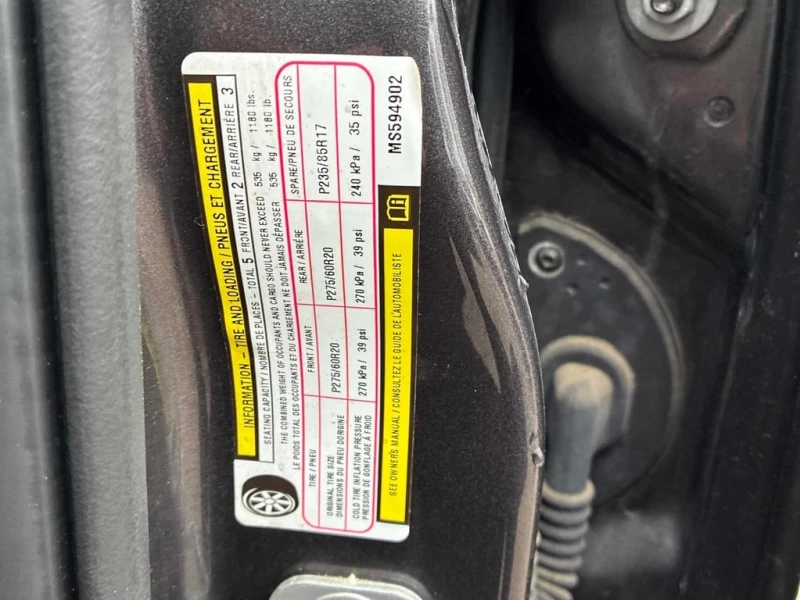 INFORMATION – TIRE AND LOADING / PNEUS ET CHARGEMENT
SEATING CAPACITY / NOMBRE DE PLACES – TOTAL 5 FRONT/AVANT 2 REAR/ARRIÈRE 3
THE COMBINED WEIGHT OF OCCUPANTS AND CARGO SHOULD NEVER EXCEED 535 kg / 1180 lbs.
LE POIDS TOTAL DES OCCUPANTS ET DU CHARGEMENT NE DOIT JAMAIS DÉPASSER 535 kg / 1180 lb.
TIRE / PNEU FRONT / AVANT REAR / ARRIÈRE SPARE/PNEU DE SECOURS
ORIGINAL TIRE SIZE
DIMENSIONS DU PNEU DORIGINE
P275/60R20 P275/60R20 P235/85R17
COLD TIRE INFLATION PRESSURE
PRESSION DE GONFLAGE À FROID
270 kPa / 39 psi 270 kPa / 39 psi 240 kPa / 35 psi
SEE OWNERS MANUAL / CONSULTEZ LE GUIDE DE L'AUTOMOBILISTE
MS594902